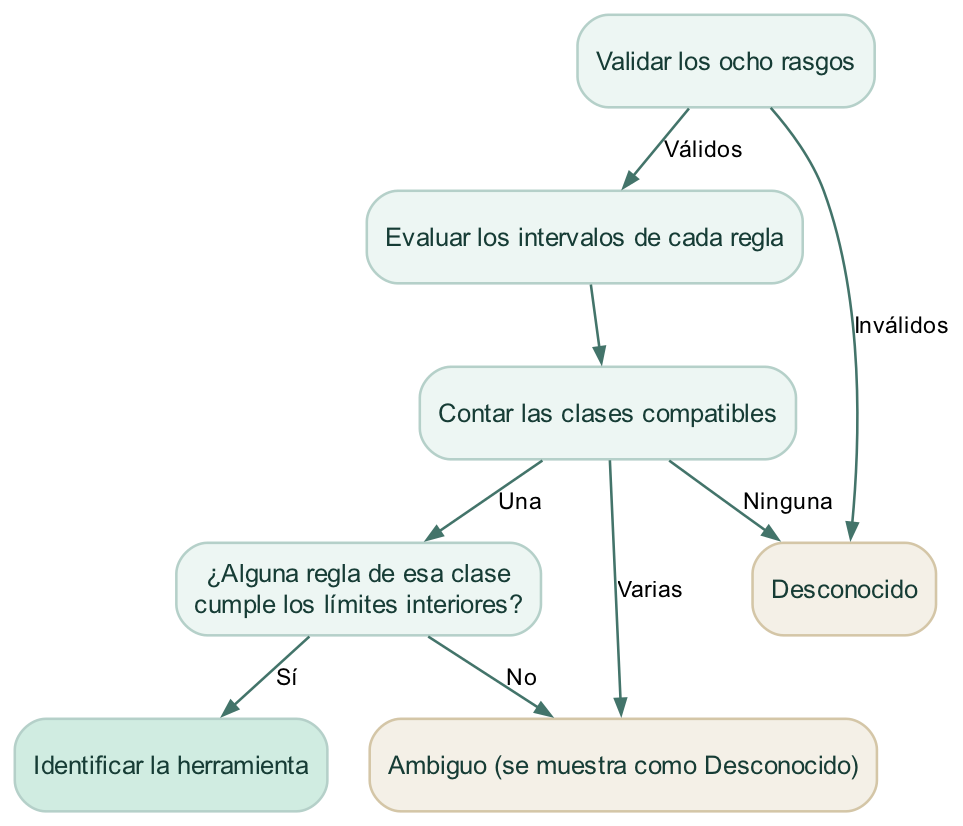 Validar los ocho rasgos
Válidos
Evaluar los intervalos de cada regla
Inválidos
Contar las clases compatibles
Una
Ninguna
¿Alguna regla de esa clase
cumple los límites interiores?
Varias
Desconocido
Sí
No
Identificar la herramienta
Ambiguo (se muestra como Desconocido)